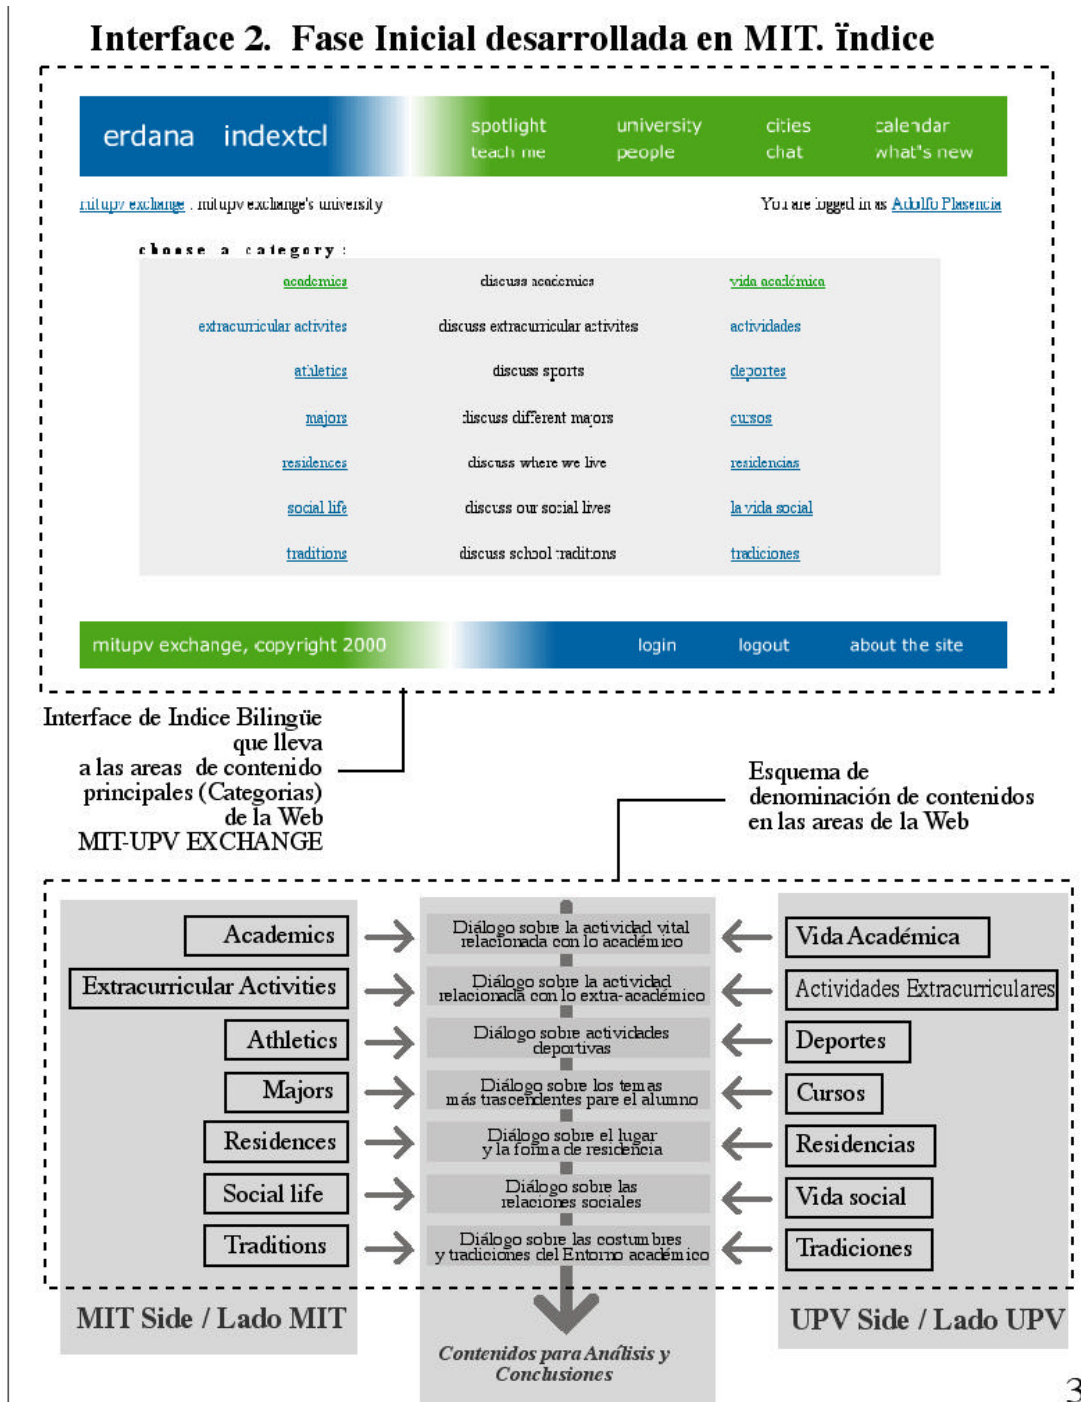 Interface 2. Fase Inicial desarrollada en MIT. Ïndice
erdana indextcl
spotlight university cities calendar
teach me people chat what"s new
mitupv exchange : mitupv exchange's university
You are logged in as Adolfo Plasencia
choose a category:
academics discuss academics vida académica
extracurricular activites discuss extracurricular activites actividades
athletics discuss sports deportes
majors discuss different majors cursos
residences discuss where we live residencias
social life discuss our social lives la vida social
traditions discuss school traditions tradiciones
mitupv exchange, copyright 2000 login logout about the site
Interface de Indice Bilingüe
que lleva
a las areas de contenido
principales (Categorias)
de la Web
MIT-UPV EXCHANGE
Esquema de
denominación de contenidos
en las areas de la Web
Academics
Diálogo sobre la actividad vital
relacionada con lo académico
Vida Académica
Extracurricular Activities
Diálogo sobre la actividad
relacionada con lo extra-académico
Actividades Extracurriculares
Athletics
Diálogo sobre actividades
deportivas
Deportes
Majors
Diálogo sobre los temas
más trascendentes pare el alumno
Cursos
Residences
Diálogo sobre el lugar
y la forma de residencia
Residencias
Social life
Diálogo sobre las
relaciones sociales
Vida social
Traditions
Diálogo sobre las costumbres
y tradiciones del Entorno académico
Tradiciones
MIT Side / Lado MIT
UPV Side / Lado UPV
Contenidos para Análisis y
Conclusiones
3